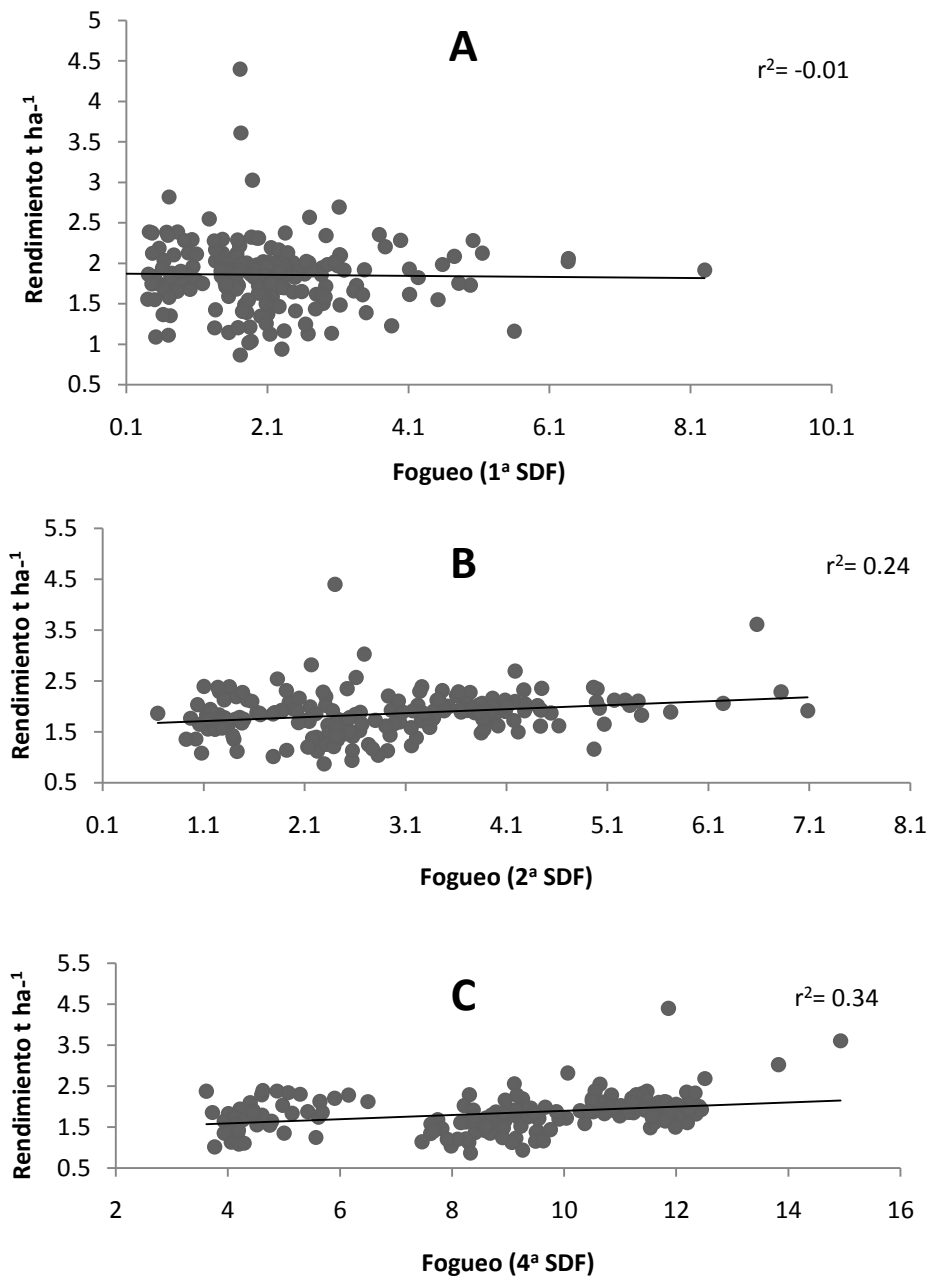 A
r²= -0.01
Rendimiento t ha-¹
5
4.5
4
3.5
3
2.5
2
1.5
1
0.5
0.1 2.1 4.1 6.1 8.1 10.1
Fogueo (1ª SDF)
B
r²= 0.24
Rendimiento t ha-¹
5.5
4.5
3.5
2.5
1.5
0.5
0.1 1.1 2.1 3.1 4.1 5.1 6.1 7.1 8.1
Fogueo (2ª SDF)
C
r²= 0.34
Rendimiento t ha-¹
5.5
4.5
3.5
2.5
1.5
0.5
2 4 6 8 10 12 14 16
Fogueo (4ª SDF)